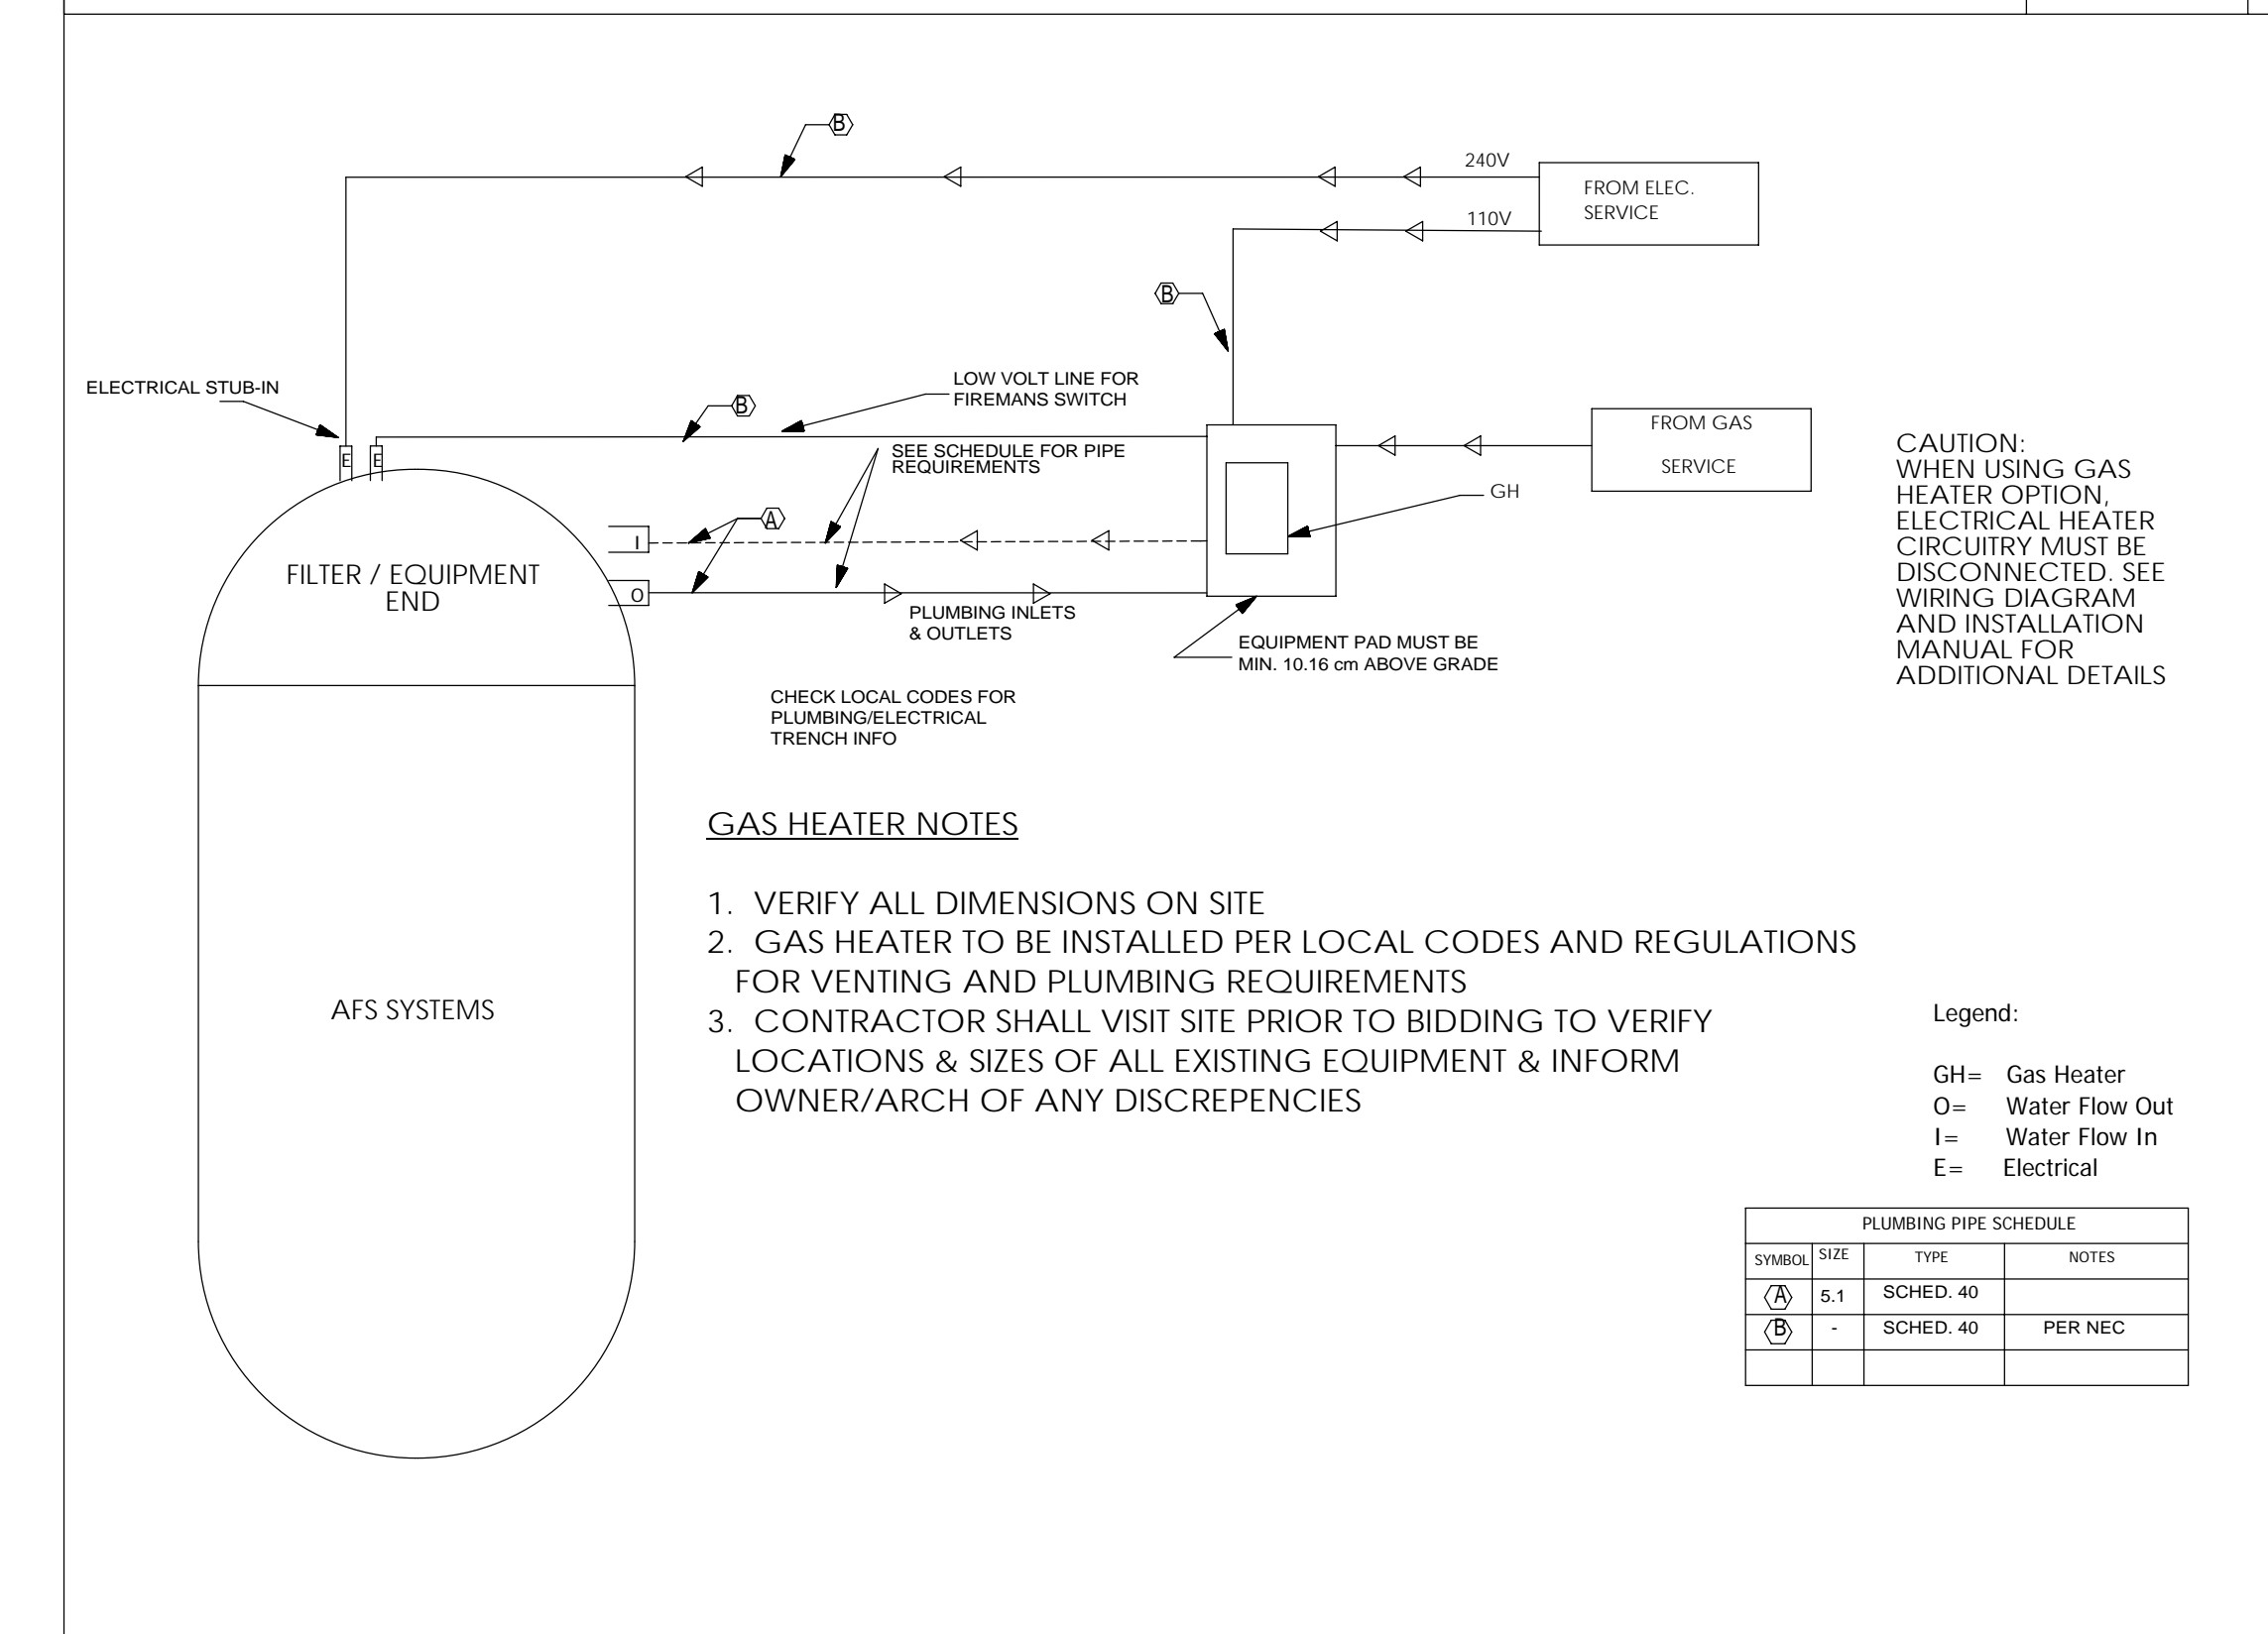 B
240V
FROM ELEC.
SERVICE
110V
B
ELECTRICAL STUB-IN
LOW VOLT LINE FOR
FIREMANS SWITCH
B
FROM GAS
SERVICE
E
E
SEE SCHEDULE FOR PIPE
REQUIREMENTS
GH
A
I
O
FILTER / EQUIPMENT
END
PLUMBING INLETS
& OUTLETS
EQUIPMENT PAD MUST BE
MIN. 10.16 cm ABOVE GRADE
CAUTION:
WHEN USING GAS
HEATER OPTION,
ELECTRICAL HEATER
CIRCUITRY MUST BE
DISCONNECTED. SEE
WIRING DIAGRAM
AND INSTALLATION
MANUAL FOR
ADDITIONAL DETAILS
CHECK LOCAL CODES FOR
PLUMBING/ELECTRICAL
TRENCH INFO
GAS HEATER NOTES
1. VERIFY ALL DIMENSIONS ON SITE
2. GAS HEATER TO BE INSTALLED PER LOCAL CODES AND REGULATIONS
FOR VENTING AND PLUMBING REQUIREMENTS
3. CONTRACTOR SHALL VISIT SITE PRIOR TO BIDDING TO VERIFY
LOCATIONS & SIZES OF ALL EXISTING EQUIPMENT & INFORM
OWNER/ARCH OF ANY DISCREPENCIES
AFS SYSTEMS
Legend:
GH= Gas Heater
O= Water Flow Out
I= Water Flow In
E= Electrical
PLUMBING PIPE SCHEDULE
SYMBOL SIZE TYPE NOTES
A 5.1 SCHED. 40
B - SCHED. 40 PER NEC